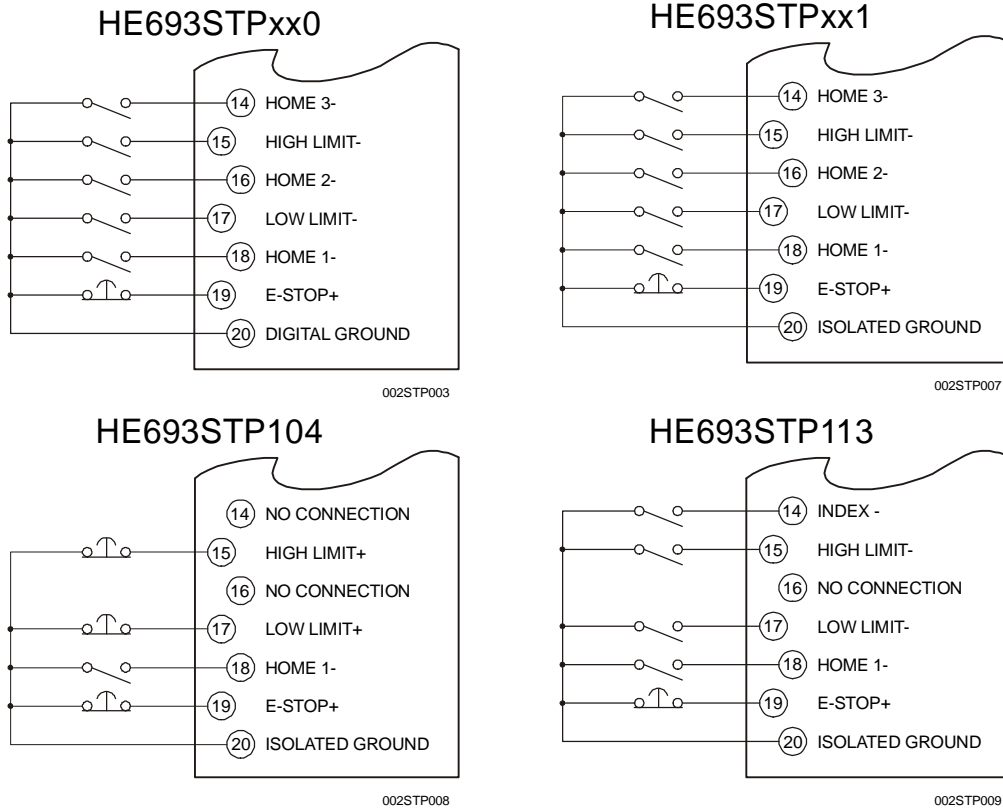 HE693STPxx0
14 HOME 3-
15 HIGH LIMIT-
16 HOME 2-
17 LOW LIMIT-
18 HOME 1-
19 E-STOP+
20 DIGITAL GROUND
002STP003
HE693STPxx1
14 HOME 3-
15 HIGH LIMIT-
16 HOME 2-
17 LOW LIMIT-
18 HOME 1-
19 E-STOP+
20 ISOLATED GROUND
002STP007
HE693STP104
14 NO CONNECTION
15 HIGH LIMIT+
16 NO CONNECTION
17 LOW LIMIT+
18 HOME 1-
19 E-STOP+
20 ISOLATED GROUND
002STP008
HE693STP113
14 INDEX -
15 HIGH LIMIT-
16 NO CONNECTION
17 LOW LIMIT-
18 HOME 1-
19 E-STOP+
20 ISOLATED GROUND
002STP009